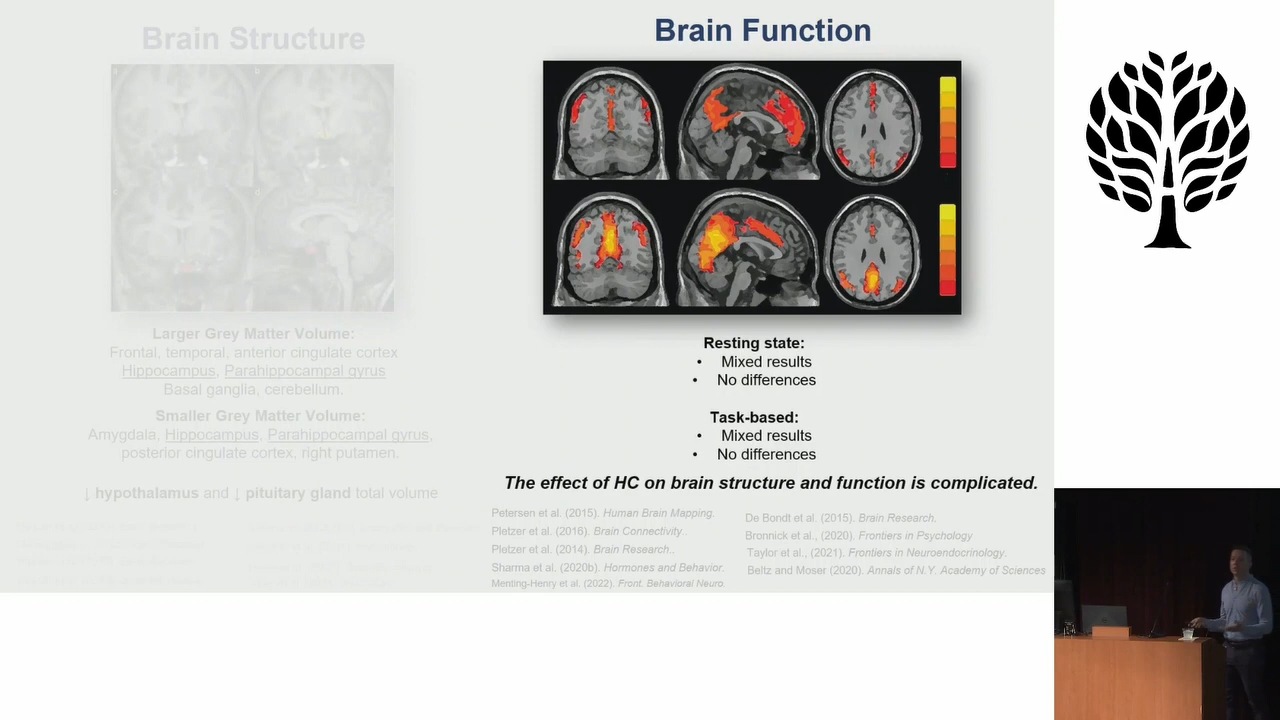 Brain Structure
Larger Grey Matter Volume:
Frontal, temporal, anterior cingulate cortex
Hippocampus, Parahippocampal gyrus
Basal ganglia, cerebellum.
Smaller Grey Matter Volume:
Amygdala, Hippocampus, Parahippocampal gyrus,
posterior cingulate cortex, right putamen.
↓ hypothalamus and ↓ pituitary gland total volume
Brain Function
Resting state:
• Mixed results
• No differences
Task-based:
• Mixed results
• No differences
The effect of HC on brain structure and function is complicated.
Petersen et al. (2015). Human Brain Mapping.
Pletzer et al. (2016). Brain Connectivity.
Pletzer et al. (2014). Brain Research..
Sharma et al. (2020b). Hormones and Behavior.
Menting-Henry et al. (2022). Front. Behavioral Neuro.
De Bondt et al. (2015). Brain Research.
Bronnick et al., (2020). Frontiers in Psychology
Taylor et al., (2021). Frontiers in Neuroendocrinology.
Beltz and Moser (2020). Annals of N.Y. Academy of Sciences